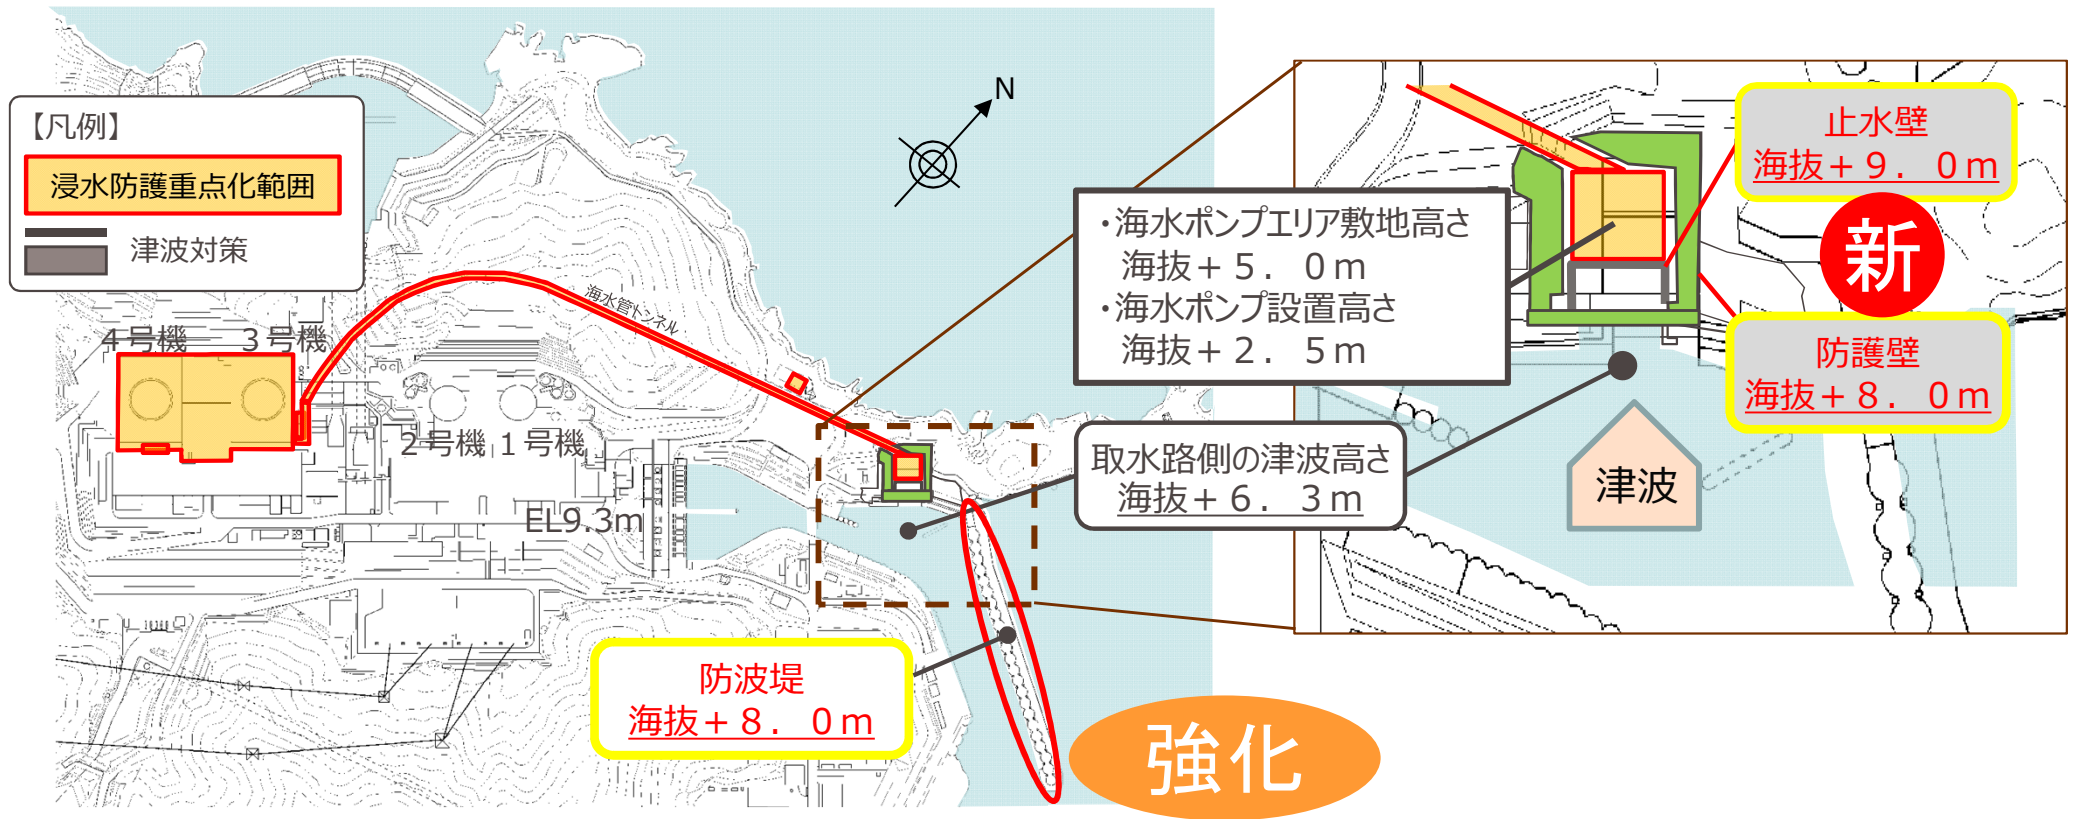 【凡例】
浸水防護重点化範囲
津波対策
N
4号機
3号機
海水管トンネル
2号機
1号機
EL9.3m
・海水ポンプエリア敷地高さ
海抜+5.0m
・海水ポンプ設置高さ
海抜+2.5m
取水路側の津波高さ
海抜+6.3m
止水壁
海抜+9.0m
新
防護壁
海抜+8.0m
津波
防波堤
海抜+8.0m
強化